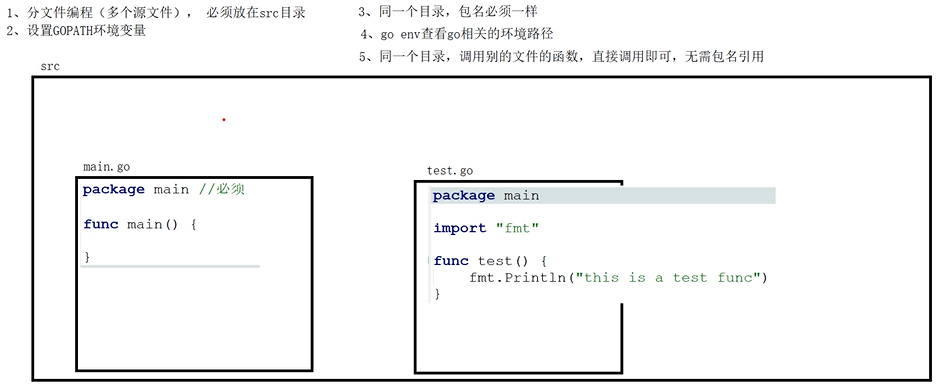 1、分文件编程（多个源文件）， 必须放在src目录
2、设置GOPATH环境变量
3、同一个目录，包名必须一样
4、go env查看go相关的环境路径
5、同一个目录，调用别的文件的函数，直接调用即可，无需包名引用
src
main.go
package main //必须
func main() {
}
test.go
package main
import "fmt"
func test() {
fmt.Println("this is a test func")
}